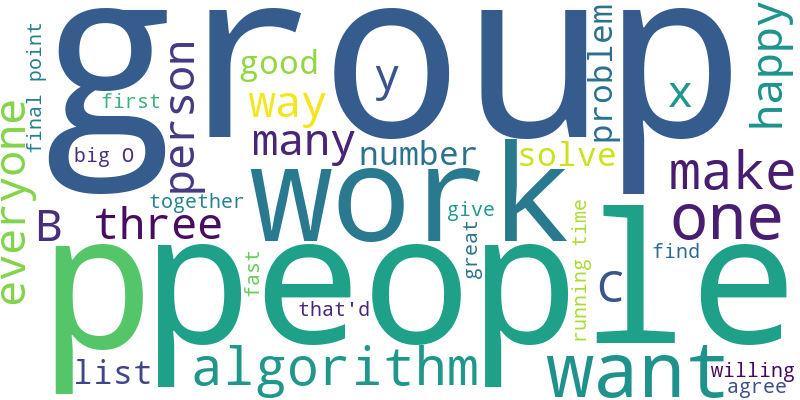 group
final point
everyone
first
person
good
way
y
problem
x
happy
big O
many
number
solve
work
make
one
together
B
three
give
great
running time
find
C
p
people
fast
that'd
list
algorithm
want
willing
agree